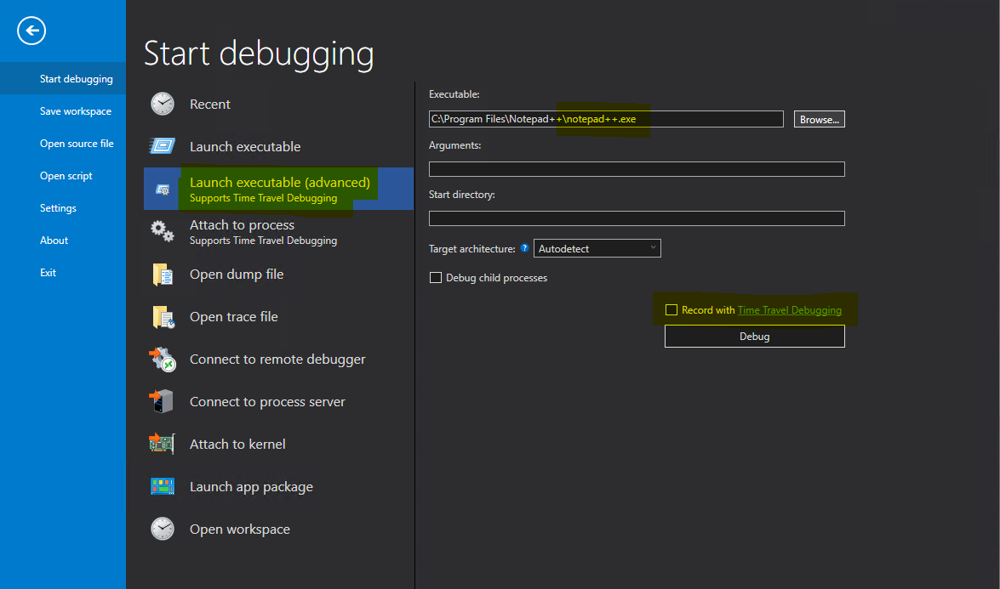 Start debugging
Save workspace
Open source file
Open script
Settings
About
Exit
Start debugging
Recent
Launch executable
Launch executable (advanced)
Supports Time Travel Debugging
Attach to process
Supports Time Travel Debugging
Open dump file
Open trace file
Connect to remote debugger
Connect to process server
Attach to kernel
Launch app package
Open workspace
Executable:
C:\Program Files\Notepad++\notepad++.exe
Browse...
Arguments:
Start directory:
Target architecture: ? Autodetect
Debug child processes
Record with Time Travel Debugging
Debug